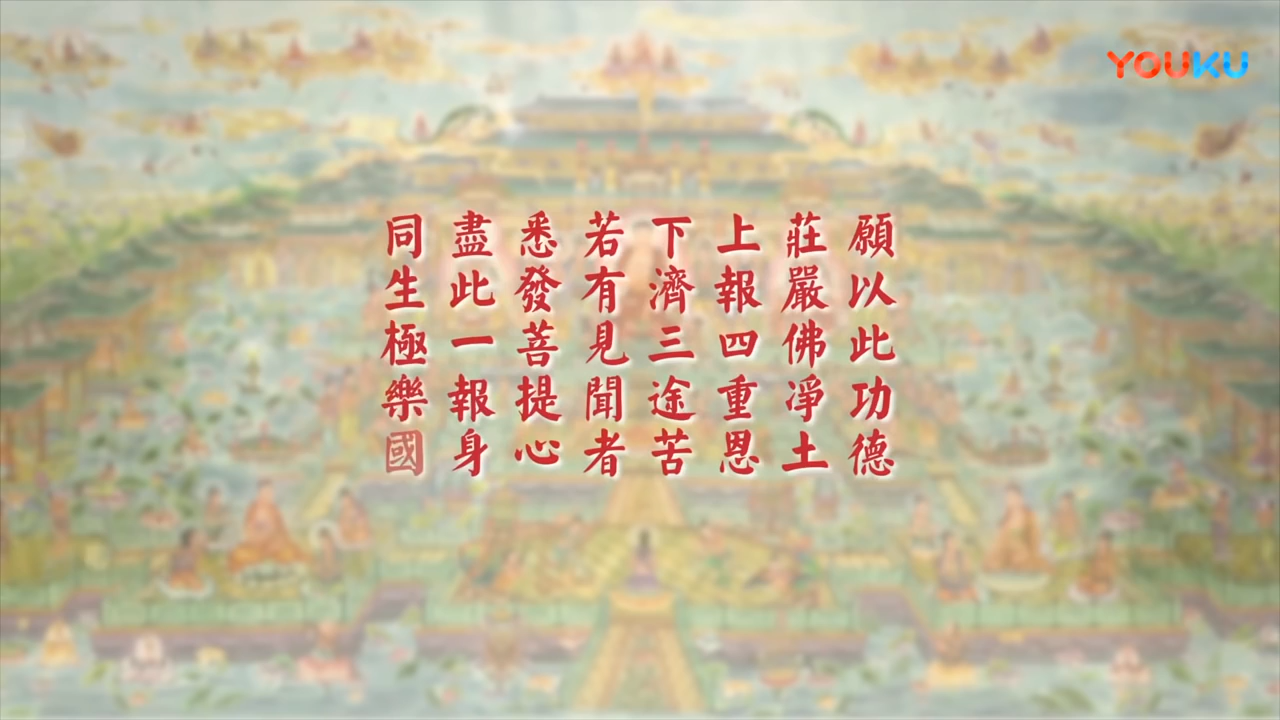 願以此功德
莊嚴佛凈土
上報四重恩
下濟三途苦
若有見聞者
悉發菩提心
盡此一報身
同生極樂國
YOUKU